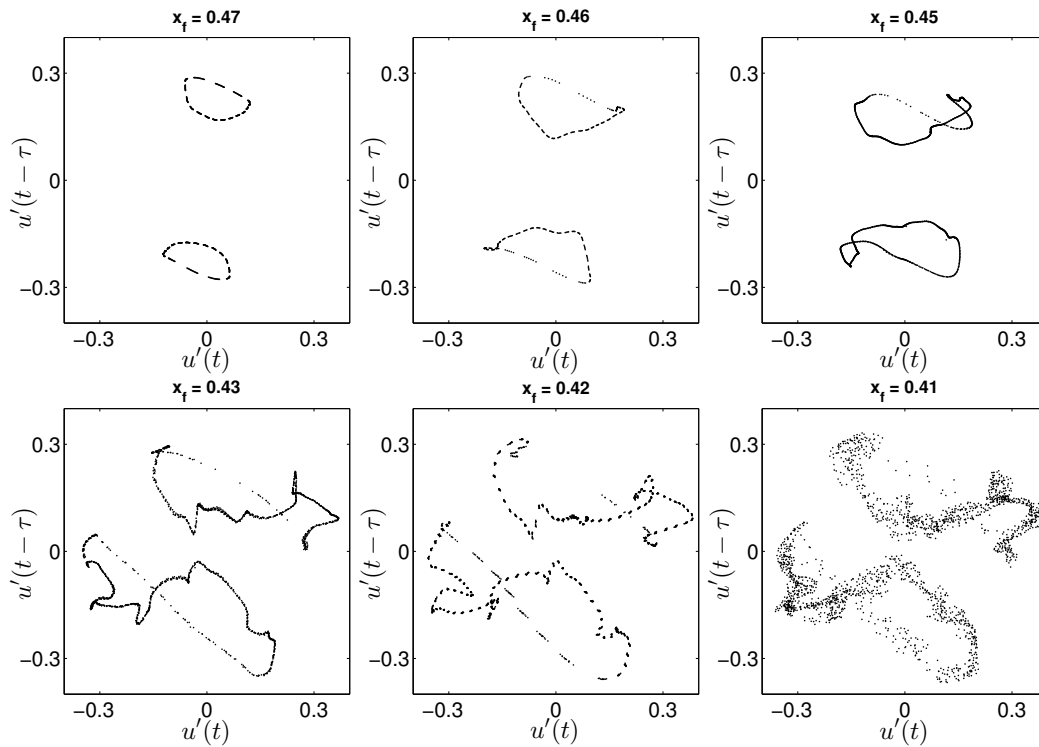 x_f = 0.47
0.3
0
−0.3
u′(t − τ)
−0.3 0 0.3
u′(t)
x_f = 0.46
0.3
0
−0.3
u′(t − τ)
−0.3 0 0.3
u′(t)
x_f = 0.45
0.3
0
−0.3
u′(t − τ)
−0.3 0 0.3
u′(t)
x_f = 0.43
0.3
0
−0.3
u′(t − τ)
−0.3 0 0.3
u′(t)
x_f = 0.42
0.3
0
−0.3
u′(t − τ)
−0.3 0 0.3
u′(t)
x_f = 0.41
0.3
0
−0.3
u′(t − τ)
−0.3 0 0.3
u′(t)